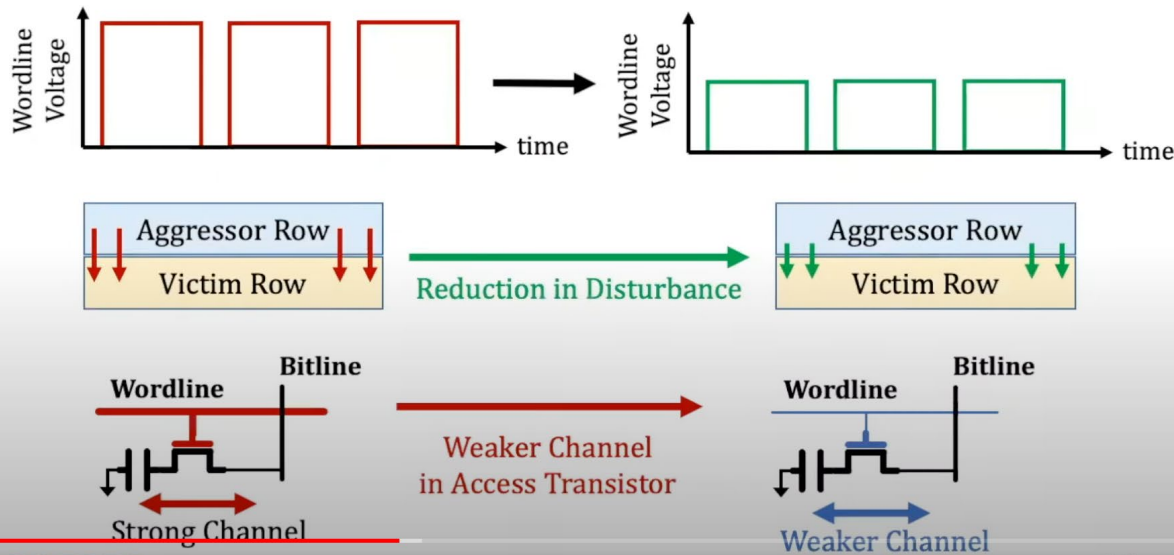 Wordline
Voltage
time
Wordline
Voltage
time
Aggressor Row
Victim Row
Reduction in Disturbance
Aggressor Row
Victim Row
Bitline
Wordline
Weaker Channel
in Access Transistor
Strong Channel
Bitline
Wordline
Weaker Channel